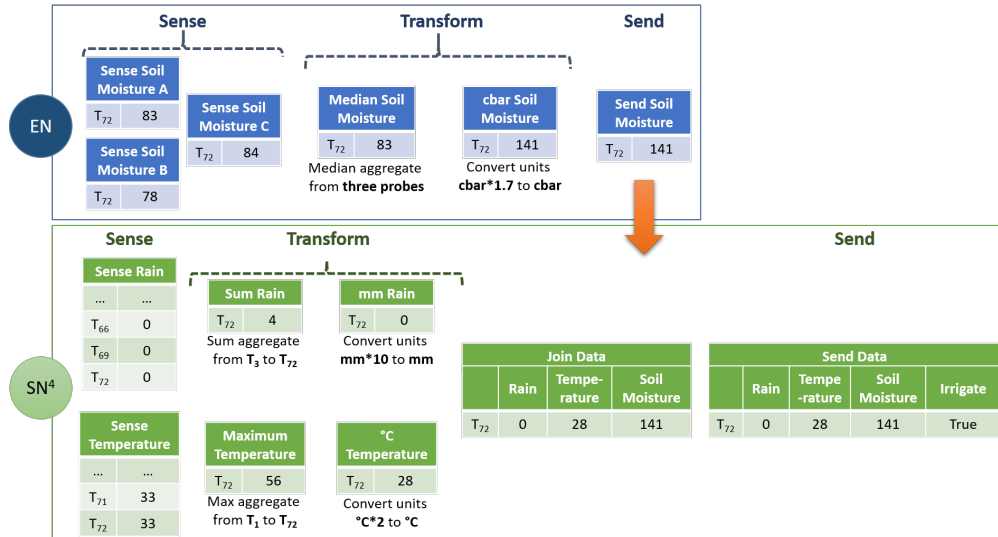 Sense
Transform
Send
EN
Sense Soil
Moisture A
T72 83
Sense Soil
Moisture B
T72 78
Sense Soil
Moisture C
T72 84
Median Soil
Moisture
T72 83
Median aggregate
from three probes
cbar Soil
Moisture
T72 141
Convert units
cbar*1.7 to cbar
Send Soil
Moisture
T72 141
Sense
Transform
Send
SN4
Sense Rain
... ...
T66 0
T69 0
T72 0
Sum Rain
T72 4
Sum aggregate
from T3 to T72
mm Rain
T72 0
Convert units
mm*10 to mm
Sense
Temperature
... ...
T71 33
T72 33
Maximum
Temperature
T72 56
Max aggregate
from T1 to T72
°C
Temperature
T72 28
Convert units
°C*2 to °C
Join Data
Rain Tempe-rature Soil Moisture
T72 0 28 141
Send Data
Rain Tempe-rature Soil Moisture Irrigate
T72 0 28 141 True